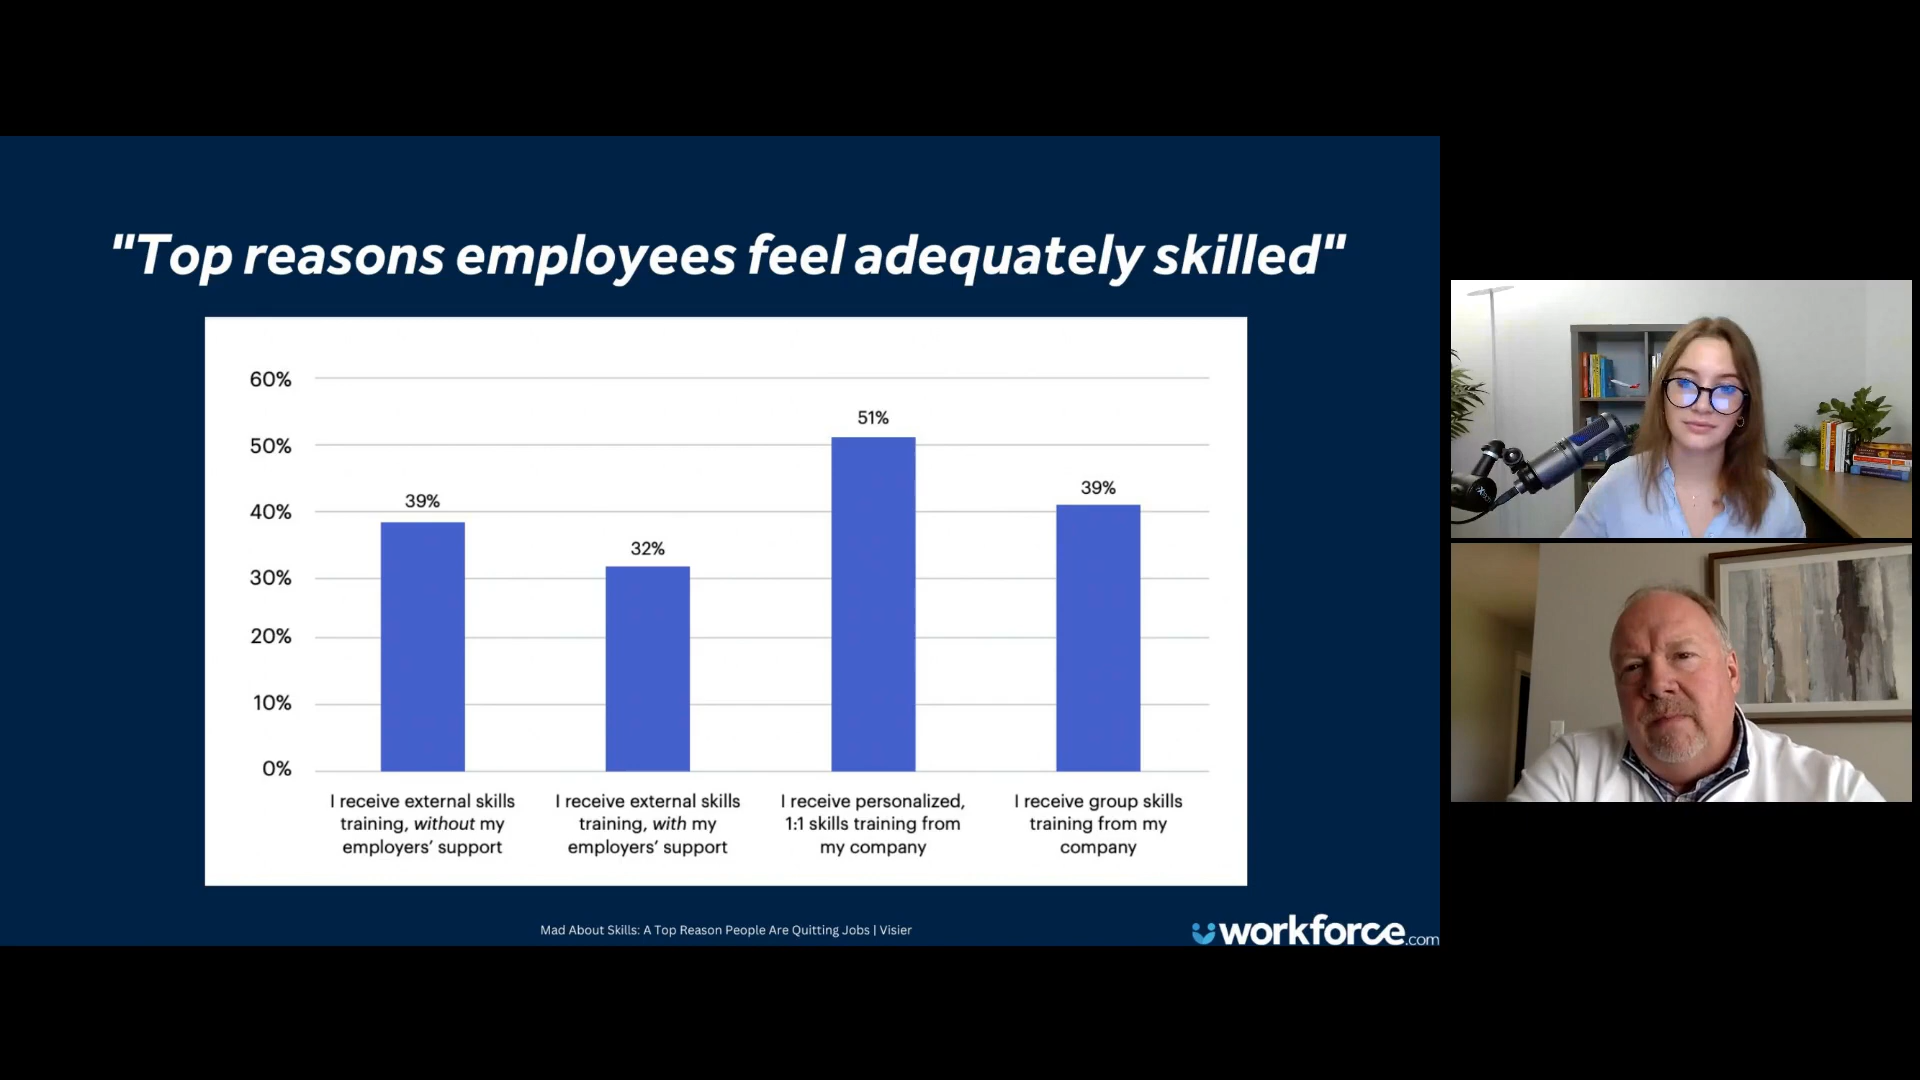 "Top reasons employees feel adequately skilled"
60%
50%
40%
30%
20%
10%
0%
39%
32%
51%
39%
I receive external skills
training, without my
employers' support
I receive external skills
training, with my
employers' support
I receive personalized,
1:1 skills training from
my company
I receive group skills
training from my
company
Mad About Skills: A Top Reason People Are Quitting Jobs | Visier
workforce.com